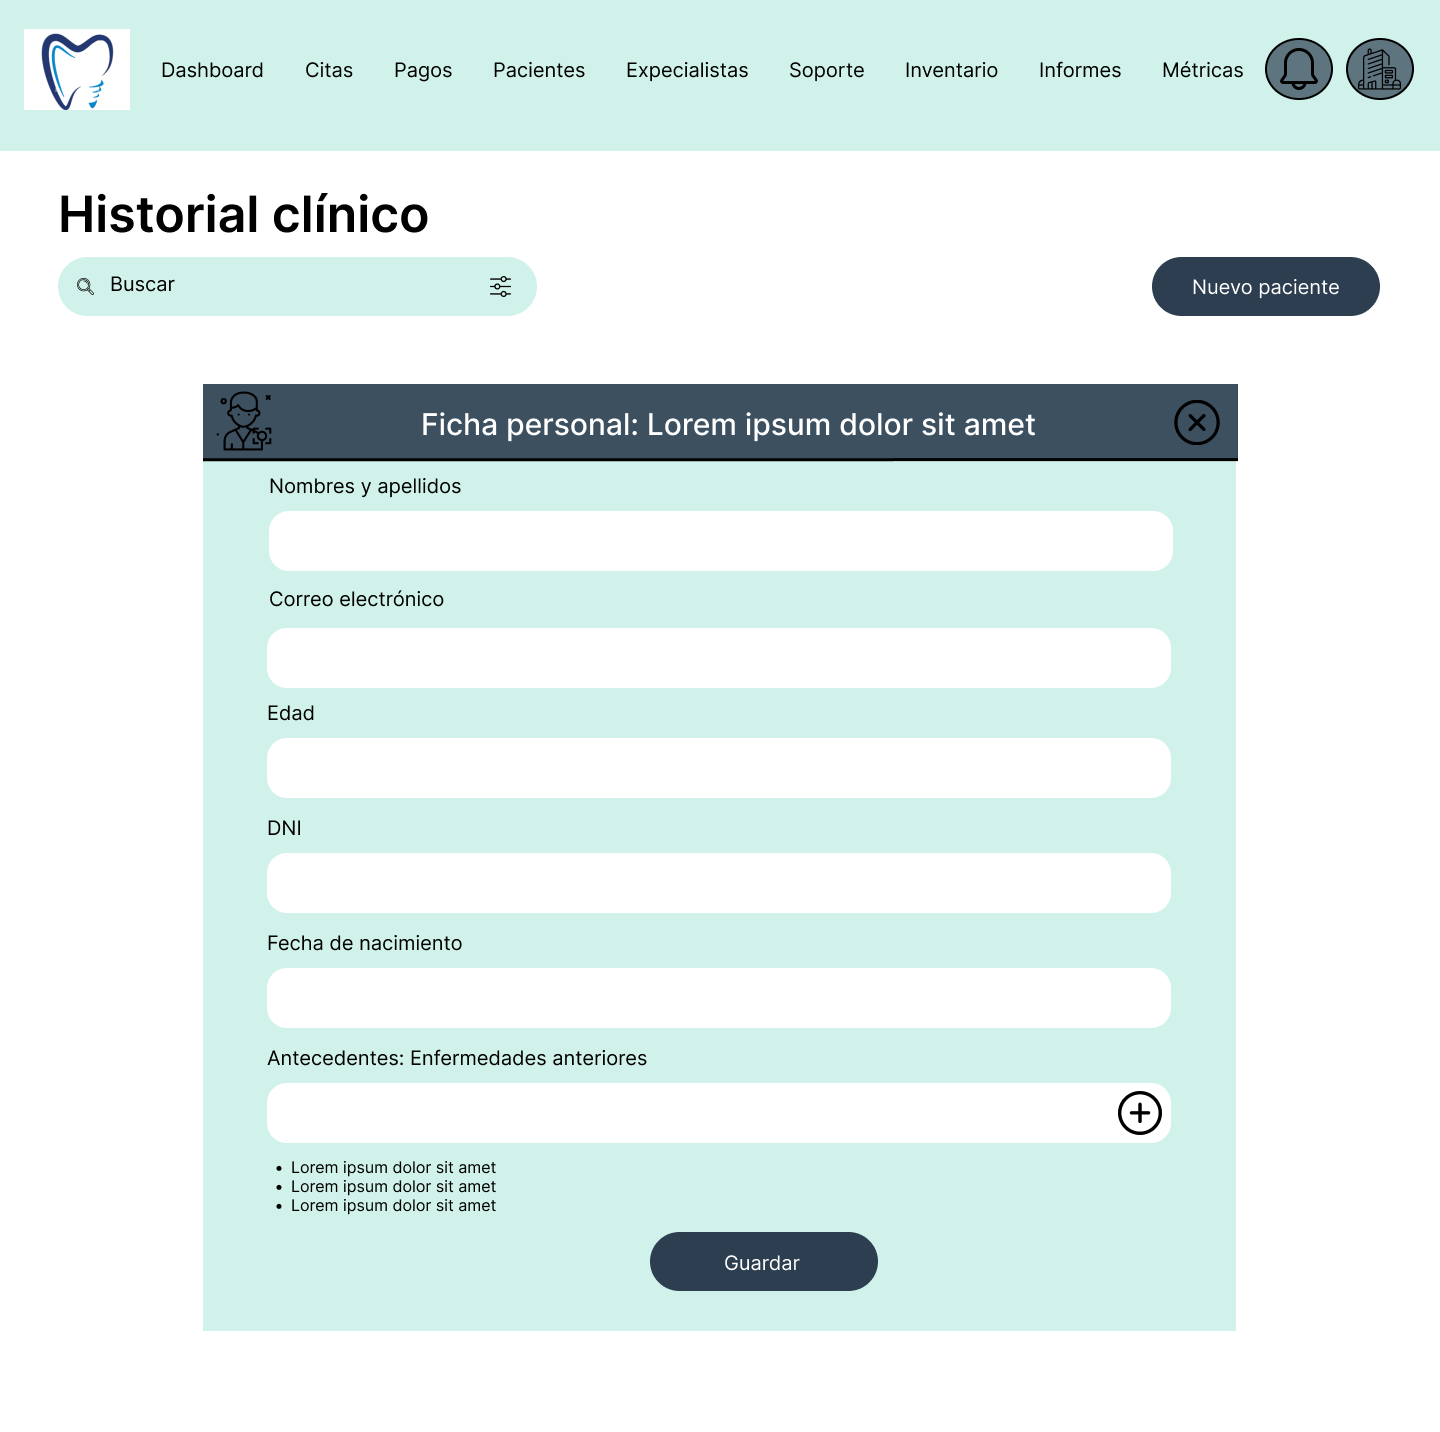 Dashboard Citas Pagos Pacientes Expecialistas Soporte Inventario Informes Métricas
Historial clínico
Buscar
Nuevo paciente
Ficha personal: Lorem ipsum dolor sit amet
Nombres y apellidos
Correo electrónico
Edad
DNI
Fecha de nacimiento
Antecedentes: Enfermedades anteriores
• Lorem ipsum dolor sit amet
• Lorem ipsum dolor sit amet
• Lorem ipsum dolor sit amet
Guardar